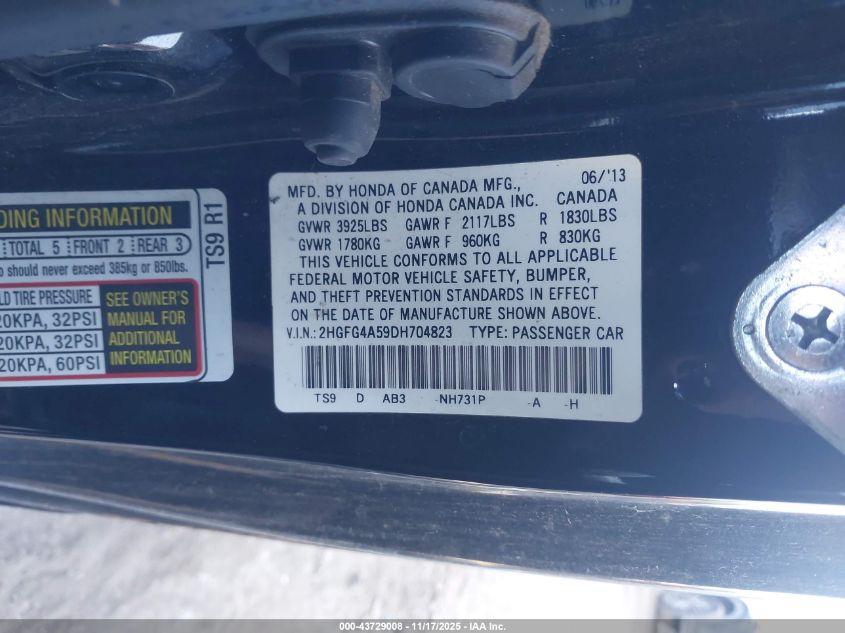 MFD. BY HONDA OF CANADA MFG., 06/'13
A DIVISION OF HONDA CANADA INC. CANADA
GVWR 3925LBS GAWR F 2117LBS R 1830LBS
GVWR 1780KG GAWR F 960KG R 830KG
THIS VEHICLE CONFORMS TO ALL APPLICABLE
FEDERAL MOTOR VEHICLE SAFETY, BUMPER,
AND THEFT PREVENTION STANDARDS IN EFFECT
ON THE DATE OF MANUFACTURE SHOWN ABOVE.
V.I.N.: 2HGFG4A59DH704823 TYPE: PASSENGER CAR
TS9 D AB3 -NH731P -A -H
INFORMATION
TOTAL 5 FRONT 2 REAR 3
should never exceed 385kg or 850lbs.
TIRE PRESSURE
32PSI
32PSI
60PSI
SEE OWNER'S
MANUAL FOR
ADDITIONAL
INFORMATION
TS9 R1
000-43729008 - 11/17/2025 - IAA Inc.